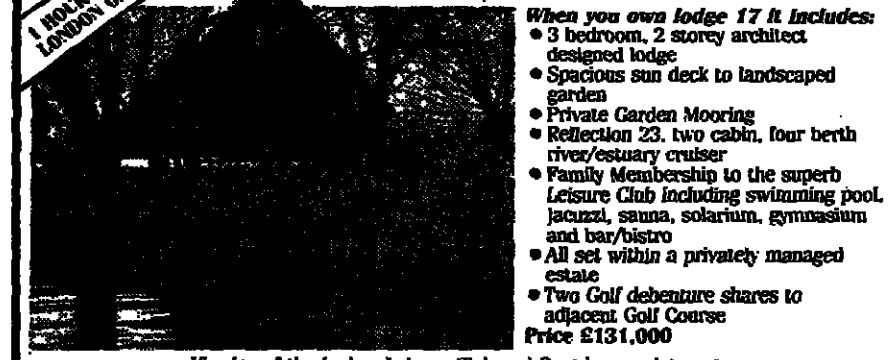 1 HOUR
LONDON
When you own lodge 17 it includes:
● 3 bedroom, 2 storey architect
designed lodge
● Spacious sun deck to landscaped
garden
● Private Garden Mooring
● Reflection 23, two cabin, four berth
river/estuary cruiser
● Family Membership to the superb
Leisure Club including swimming pool,
jacuzzi, sauna, solarium, gymnasium
and bar/bistro
● All set within a privately managed
estate
● Two Golf debenture shares to
adjacent Golf Course
Price £131,000